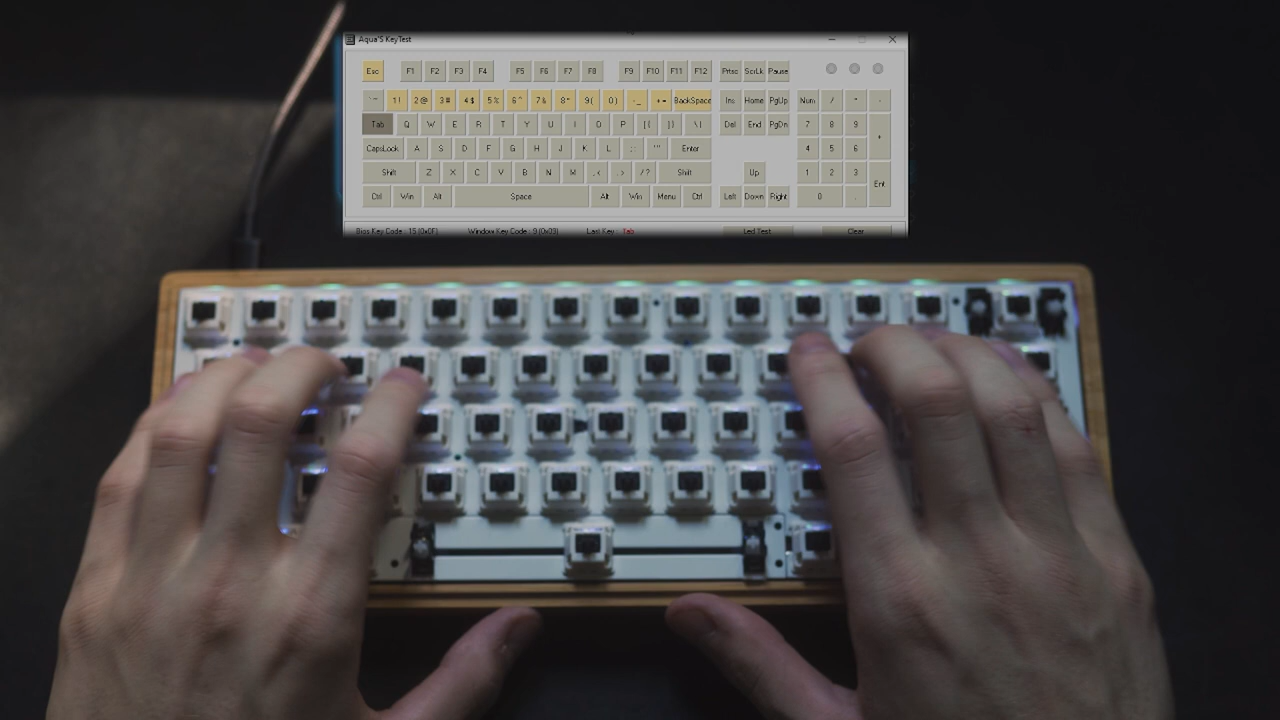 Aqua'S KeyTest
Esc F1 F2 F3 F4 F5 F6 F7 F8 F9 F10 F11 F12 Prtsc ScrLk Pause
`~ 1! 2@ 3# 4$ 5% 6^ 7& 8* 9( 0) -_ += BackSpace Ins Home PgUp Num / * -
Tab Q W E R T Y U I O P [{ ]} \| Del End PgDn 7 8 9 +
CapsLock A S D F G H J K L ;: '" Enter 4 5 6
Shift Z X C V B N M ,< .> /? Shift Up 1 2 3 Ent
Ctrl Win Alt Space Alt Win Menu Ctrl Left Down Right 0 .
Bios Key Code : 15 (0x0F) Window Key Code : 9 (0x09) Last Key : Tab Led Test Clear